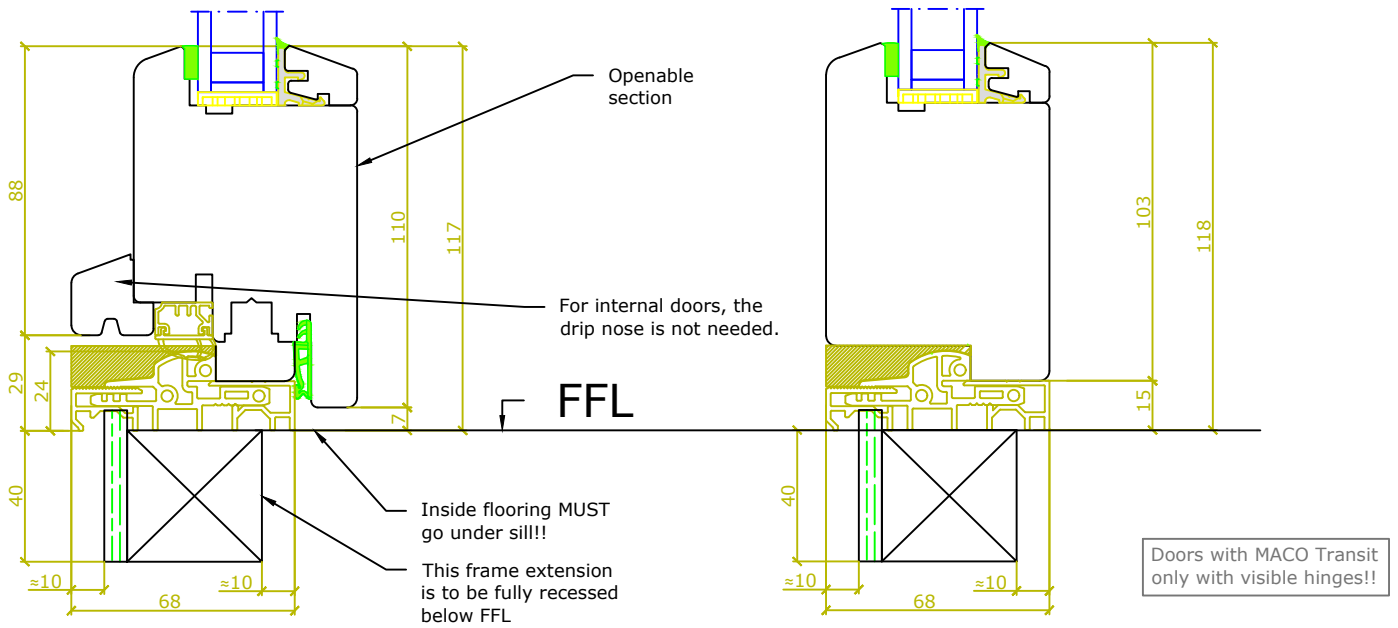 Openable
section
88
110
117
103
118
For internal doors, the
drip nose is not needed.
29
24
7
FFL
15
40
40
Inside flooring MUST
go under sill!!
This frame extension
is to be fully recessed
below FFL
≈10
≈10
68
≈10
≈10
68
Doors with MACO Transit
only with visible hinges!!